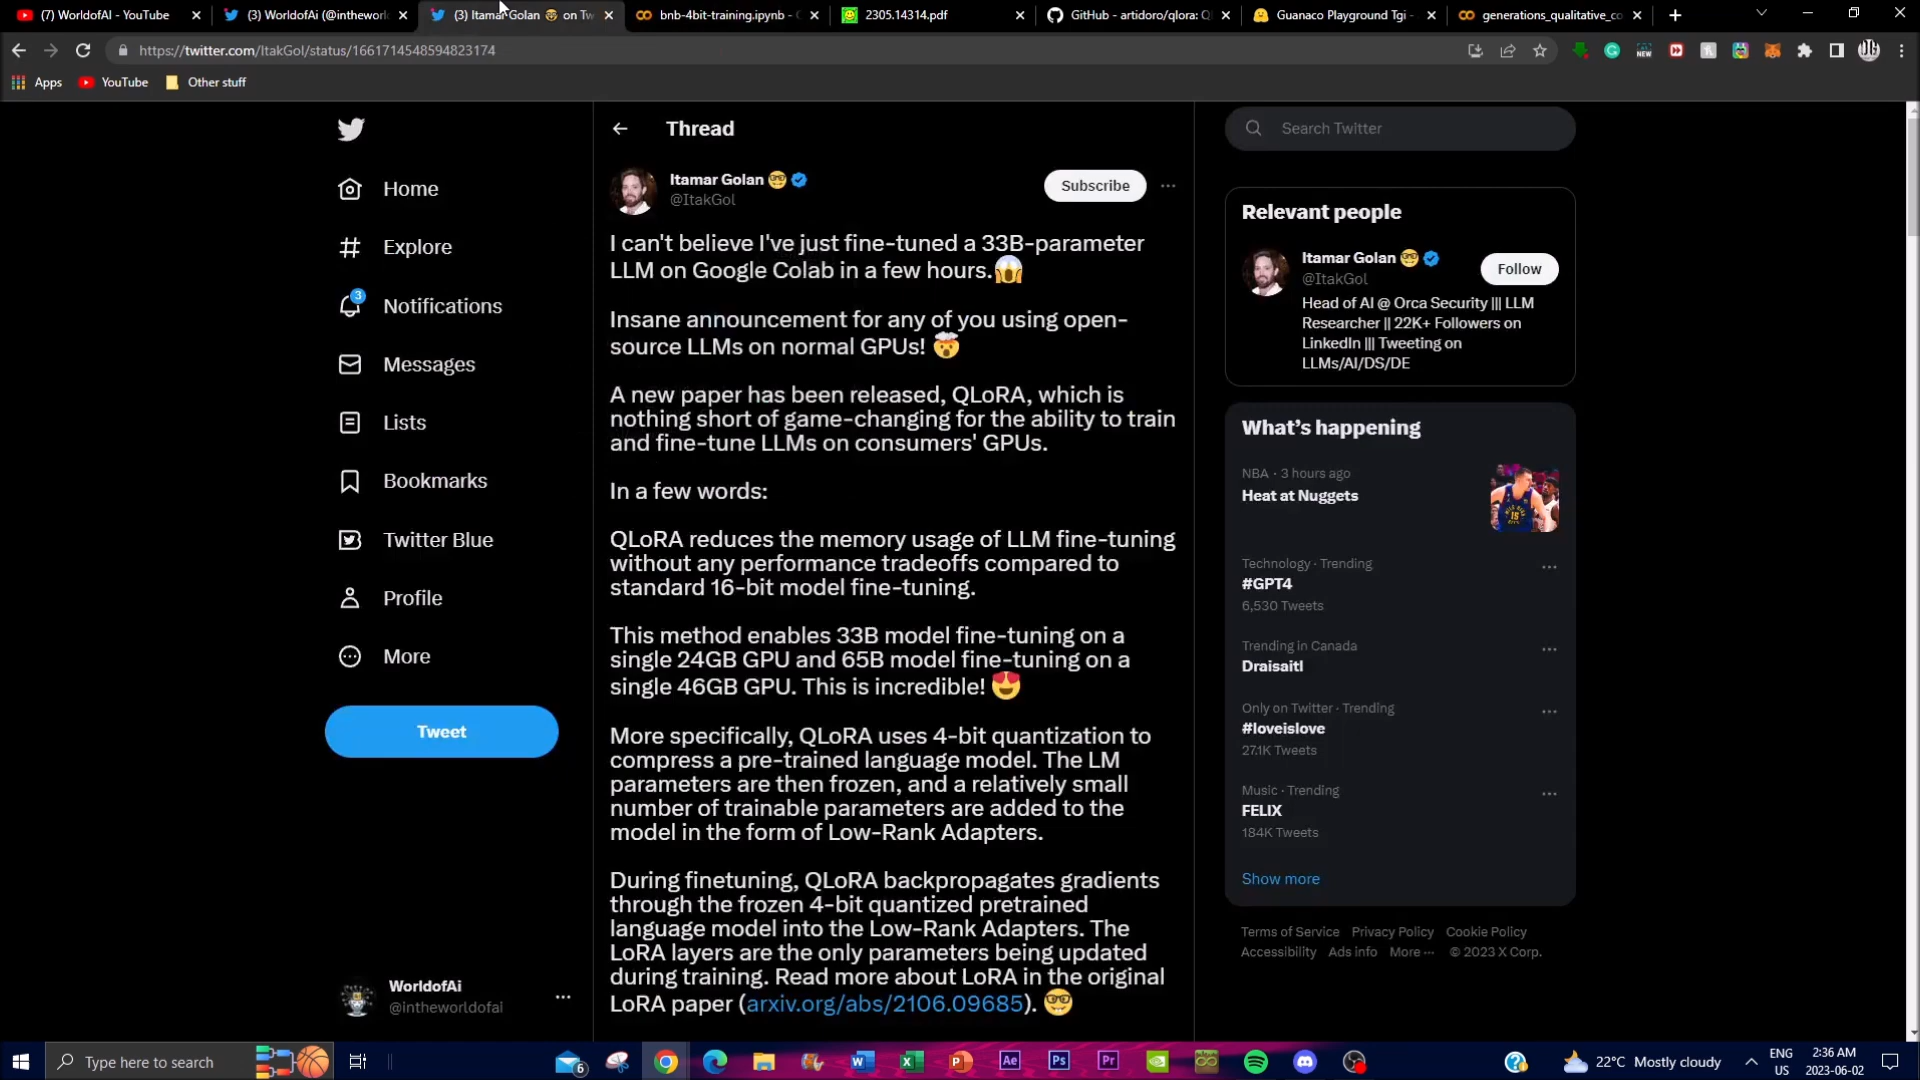 (7) WorldofAI - YouTube
(3) WorldofAi (@intheworl
(3) Itamar Golan 🤓 on Tw
bnb-4bit-training.ipynb - C
2305.14314.pdf
GitHub - artidoro/qlora: Q
Guanaco Playground Tgi -
generations_qualitative_co
https://twitter.com/ItakGol/status/1661714548594823174
Apps
YouTube
Other stuff
Home
Explore
3
Notifications
Messages
Lists
Bookmarks
Twitter Blue
Profile
More
Tweet
WorldofAi
@intheworldofai
Thread
Itamar Golan 🤓
@ItakGol
Subscribe
I can't believe I've just fine-tuned a 33B-parameter
LLM on Google Colab in a few hours.😱
Insane announcement for any of you using open-
source LLMs on normal GPUs! 🤯
A new paper has been released, QLoRA, which is
nothing short of game-changing for the ability to train
and fine-tune LLMs on consumers' GPUs.
In a few words:
QLoRA reduces the memory usage of LLM fine-tuning
without any performance tradeoffs compared to
standard 16-bit model fine-tuning.
This method enables 33B model fine-tuning on a
single 24GB GPU and 65B model fine-tuning on a
single 46GB GPU. This is incredible! 😍
More specifically, QLoRA uses 4-bit quantization to
compress a pre-trained language model. The LM
parameters are then frozen, and a relatively small
number of trainable parameters are added to the
model in the form of Low-Rank Adapters.
During finetuning, QLoRA backpropagates gradients
through the frozen 4-bit quantized pretrained
language model into the Low-Rank Adapters. The
LoRA layers are the only parameters being updated
during training. Read more about LoRA in the original
LoRA paper (arxiv.org/abs/2106.09685). 🤓
Search Twitter
Relevant people
Itamar Golan 🤓
@ItakGol
Follow
Head of AI @ Orca Security ||| LLM
Researcher || 22K+ Followers on
LinkedIn ||| Tweeting on
LLMs/AI/DS/DE
What's happening
NBA · 3 hours ago
Heat at Nuggets
Technology · Trending
#GPT4
6,530 Tweets
Trending in Canada
Draisaitl
Only on Twitter · Trending
#loveislove
27.1K Tweets
Music · Trending
FELIX
184K Tweets
Show more
Terms of Service Privacy Policy Cookie Policy
Accessibility Ads info More ··· © 2023 X Corp.
Type here to search
6
Ae
Ps
Pr
22°C Mostly cloudy
ENG
US
2:36 AM
2023-06-02